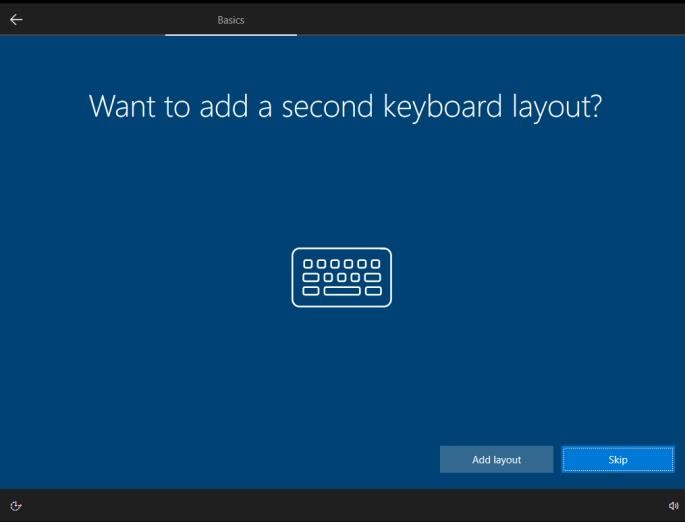 Basics
Want to add a second keyboard layout?
Add layout
Skip